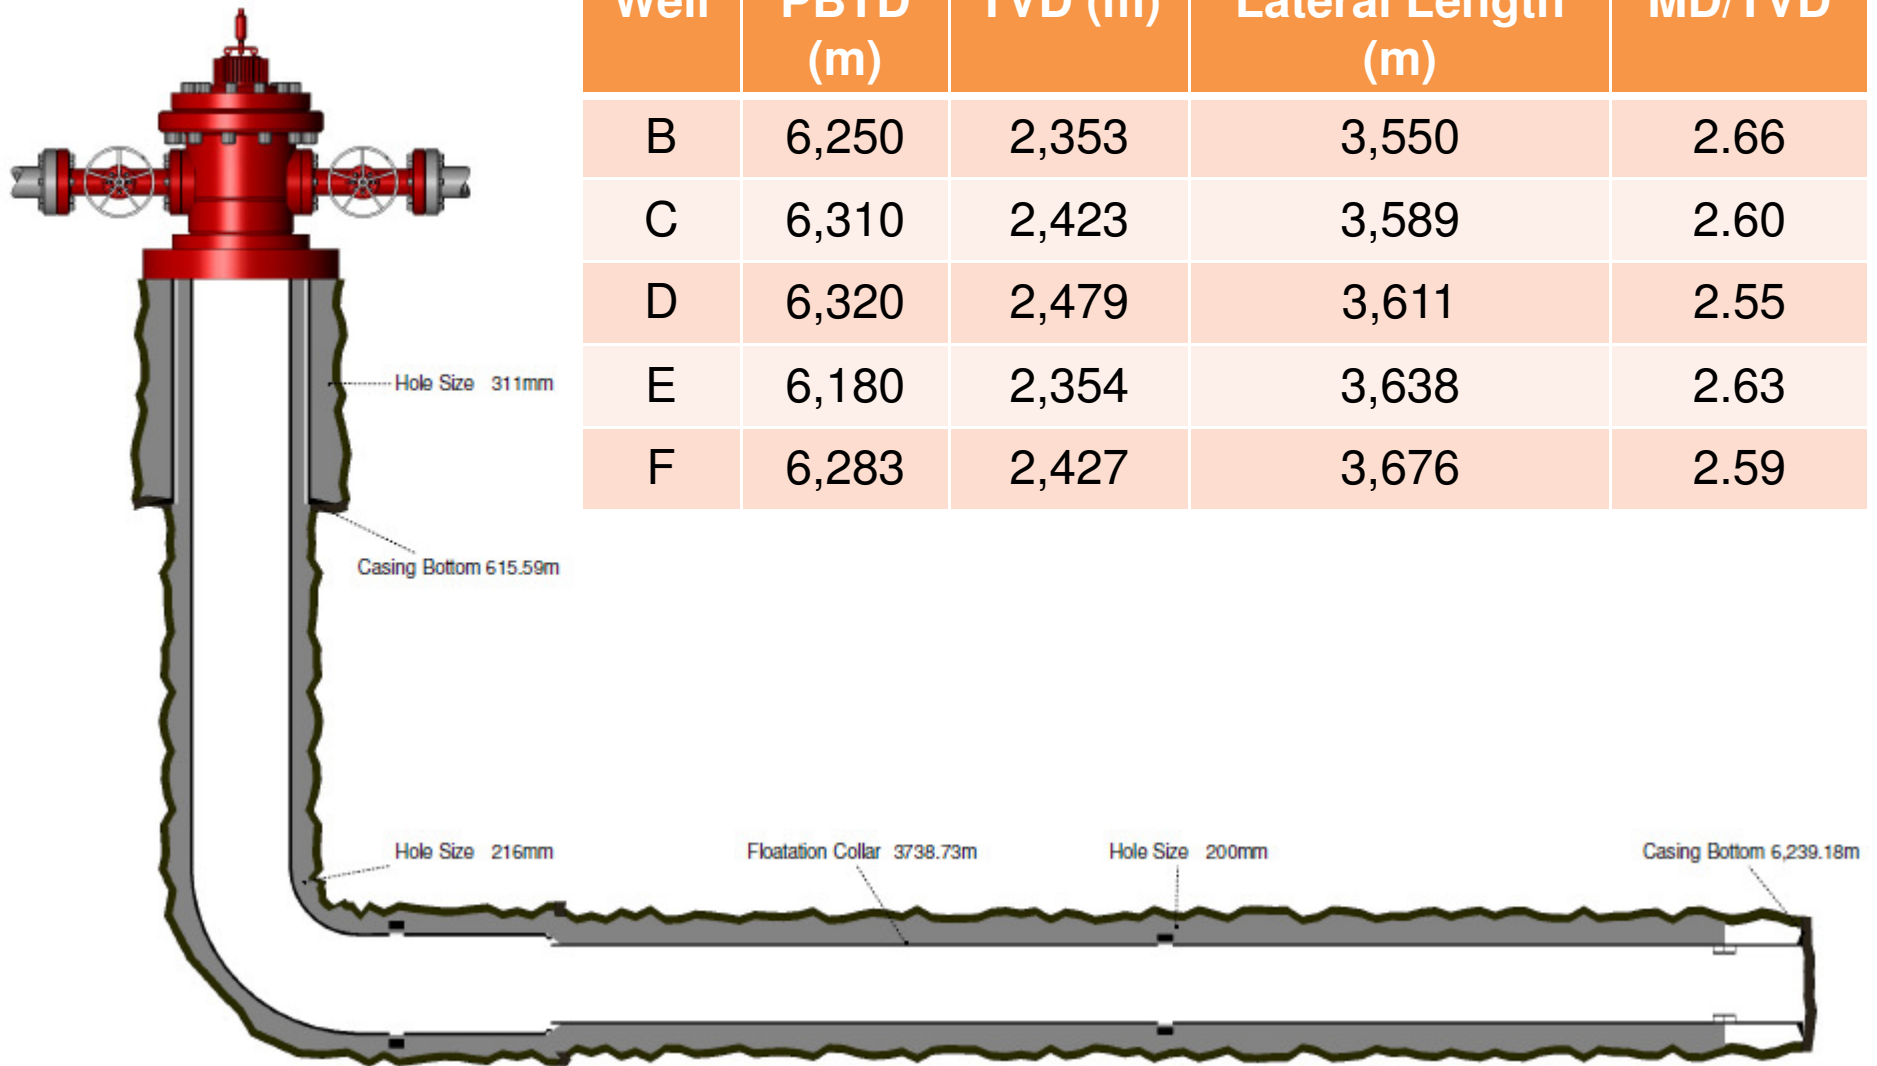 Well PBTD TVD (m) Lateral Length MD/TVD
(m) (m)
B 6,250 2,353 3,550 2.66
C 6,310 2,423 3,589 2.60
D 6,320 2,479 3,611 2.55
E 6,180 2,354 3,638 2.63
F 6,283 2,427 3,676 2.59
Hole Size 311mm
Casing Bottom 615.59m
Hole Size 216mm
Floatation Collar 3738.73m
Hole Size 200mm
Casing Bottom 6,239.18m